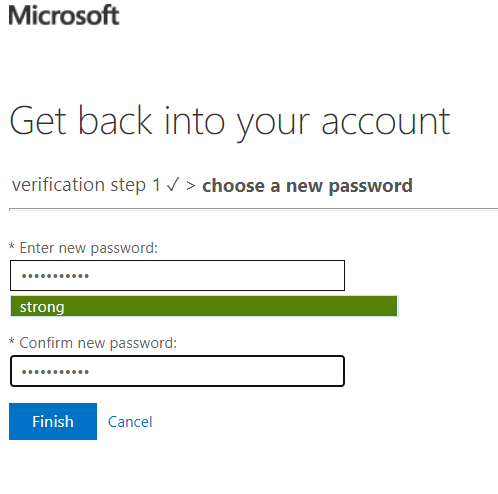 Microsoft
Get back into your account
verification step 1 ✓ > choose a new password
* Enter new password:
•••••••••••
strong
* Confirm new password:
•••••••••••
Finish Cancel